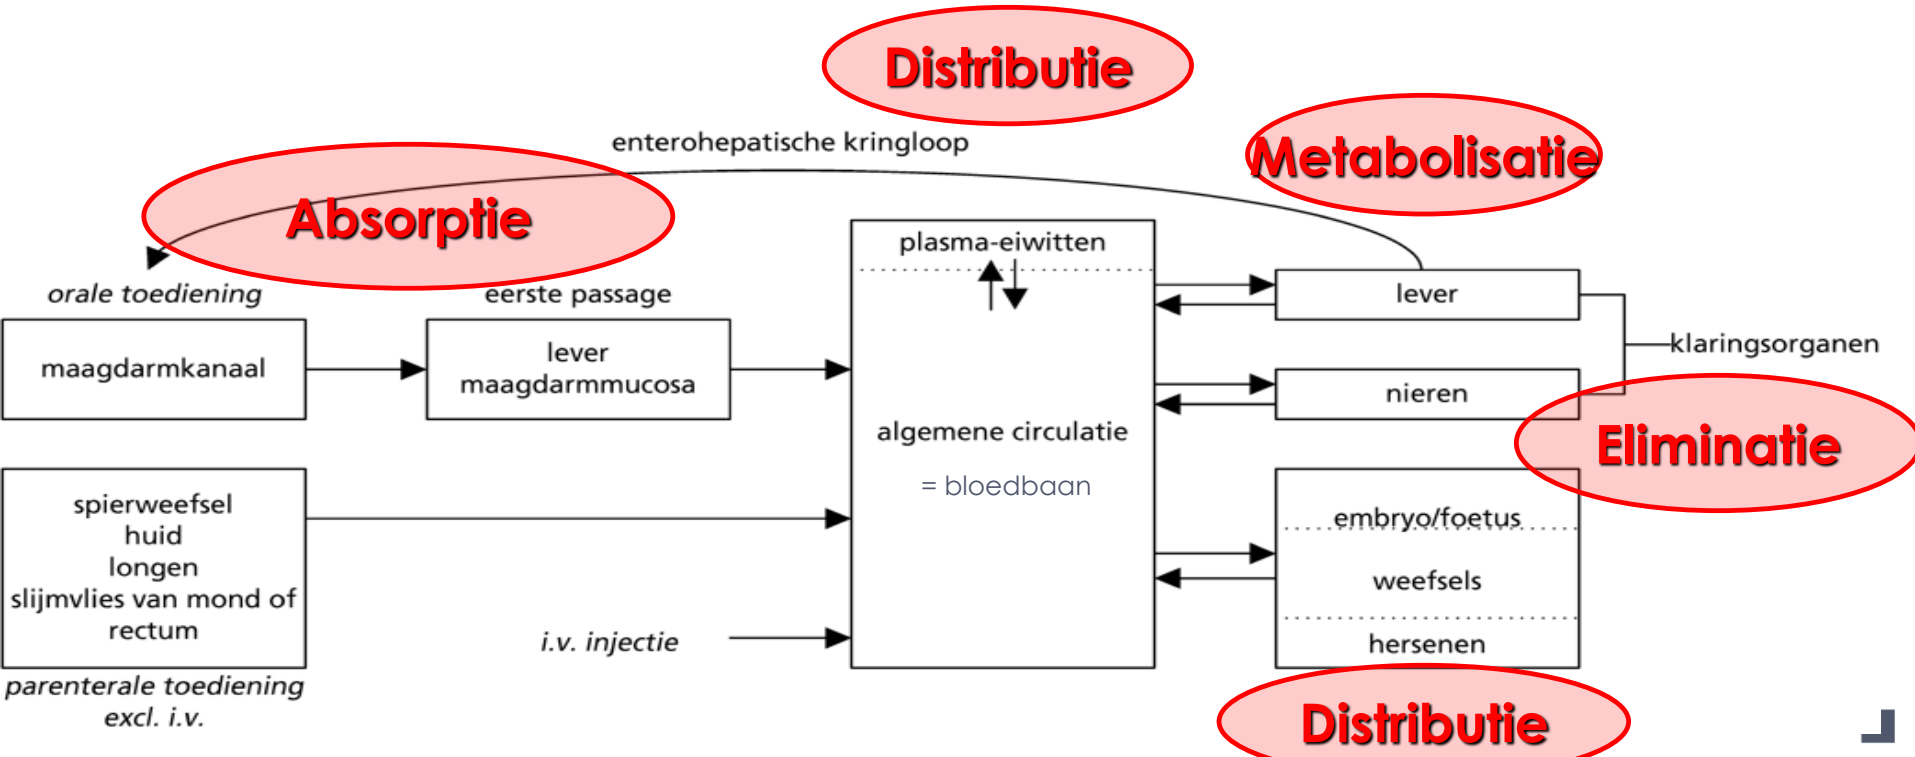 Distributie
enterohepatische kringloop
Metabolisatie
Absorptie
plasma-eiwitten
orale toediening
eerste passage
lever
klaringsorganen
maagdarmkanaal
lever
maagdarmmucosa
nieren
algemene circulatie
= bloedbaan
Eliminatie
spierweefsel
huid
longen
slijmvlies van mond of
rectum
embryo/foetus
weefsels
hersenen
i.v. injectie
parenterale toediening
excl. i.v.
Distributie